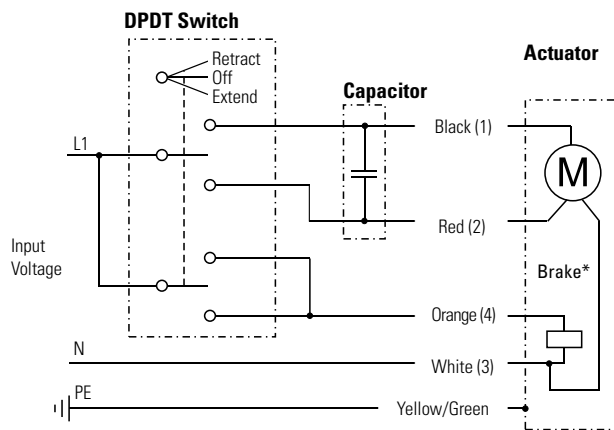 DPDT Switch
Actuator
Retract
Off
Extend
Capacitor
Black (1)
L1
M
Red (2)
Input
Voltage
Brake*
Orange (4)
N
White (3)
PE
Yellow/Green